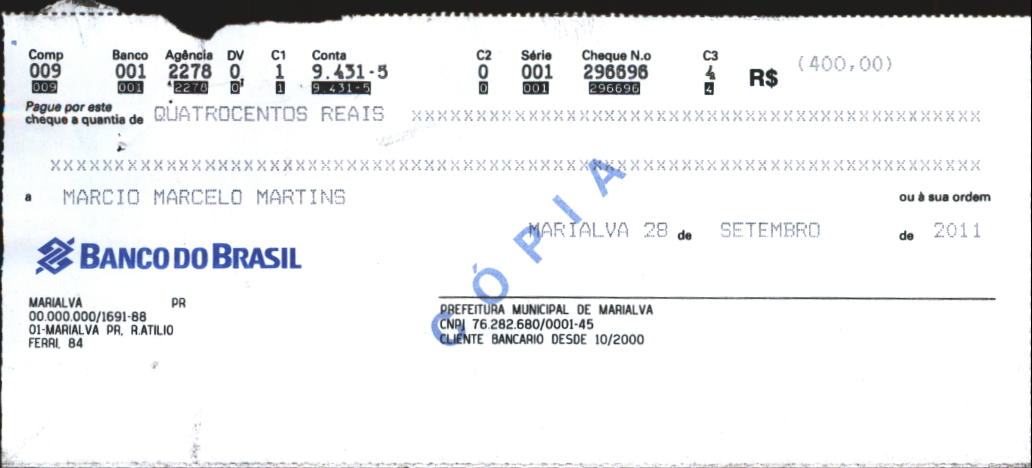 Comp Banco Agência DV C1 Conta C2 Série Cheque N.o C3
009 001 2278 0 1 9.431-5 0 001 296696 4 R$ (400,00)
009 001 2278 0 1 9.431-5 0 001 296696 4
Pague por este
cheque a quantia de QUATROCENTOS REAIS XXXXXXXXXXXXXXXXXXXXXXXXXXXXXXXXXXXXXXXXXXXX
XXXXXXXXXXXXXXXXXXXXXXXXXXXXXXXXXXXXXXXXXXXXXXXXXXXXXXXXXXXXXXXXXXXXXXXX
a MARCIO MARCELO MARTINS ou à sua ordem
MARIALVA 28 de SETEMBRO de 2011
CÓPIA
BANCO DO BRASIL
MARIALVA PR
00.000.000/1691-88
01-MARIALVA PR, R.ATILIO
FERRI, 84
PREFEITURA MUNICIPAL DE MARIALVA
CNPJ 76.282.680/0001-45
CLIENTE BANCARIO DESDE 10/2000